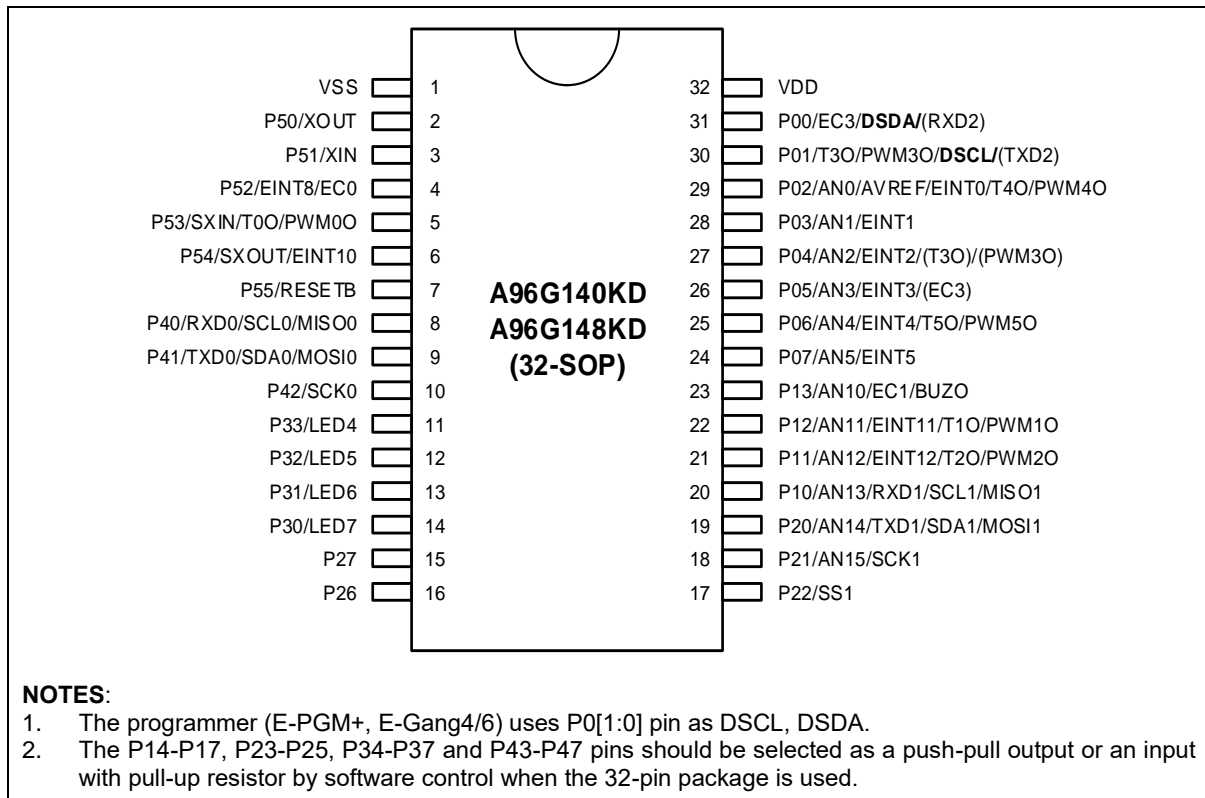 VSS 1 32 VDD
P50/XOUT 2 31 P00/EC3/DSDA/(RXD2)
P51/XIN 3 30 P01/T3O/PWM3O/DSCL/(TXD2)
P52/EINT8/EC0 4 29 P02/AN0/AVREF/EINT0/T4O/PWM4O
P53/SXIN/T0O/PWM0O 5 28 P03/AN1/EINT1
P54/SXOUT/EINT10 6 27 P04/AN2/EINT2/(T3O)/(PWM3O)
P55/RESETB 7 26 P05/AN3/EINT3/(EC3)
P40/RXD0/SCL0/MISO0 8 25 P06/AN4/EINT4/T5O/PWM5O
P41/TXD0/SDA0/MOSI0 9 24 P07/AN5/EINT5
P42/SCK0 10 23 P13/AN10/EC1/BUZO
P33/LED4 11 22 P12/AN11/EINT11/T1O/PWM1O
P32/LED5 12 21 P11/AN12/EINT12/T2O/PWM2O
P31/LED6 13 20 P10/AN13/RXD1/SCL1/MISO1
P30/LED7 14 19 P20/AN14/TXD1/SDA1/MOSI1
P27 15 18 P21/AN15/SCK1
P26 16 17 P22/SS1
A96G140KD
A96G148KD
(32-SOP)
NOTES:
1. The programmer (E-PGM+, E-Gang4/6) uses P0[1:0] pin as DSCL, DSDA.
2. The P14-P17, P23-P25, P34-P37 and P43-P47 pins should be selected as a push-pull output or an input
with pull-up resistor by software control when the 32-pin package is used.